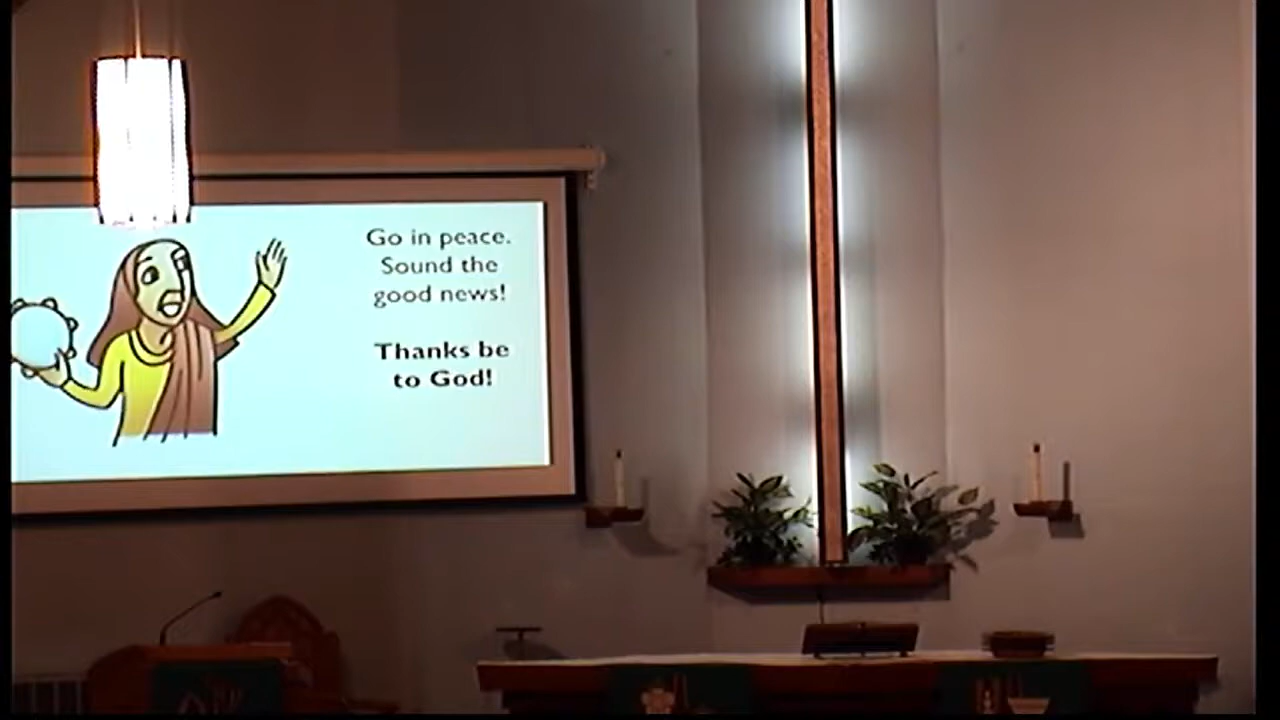 Go in peace.
Sound the
good news!
Thanks be
to God!